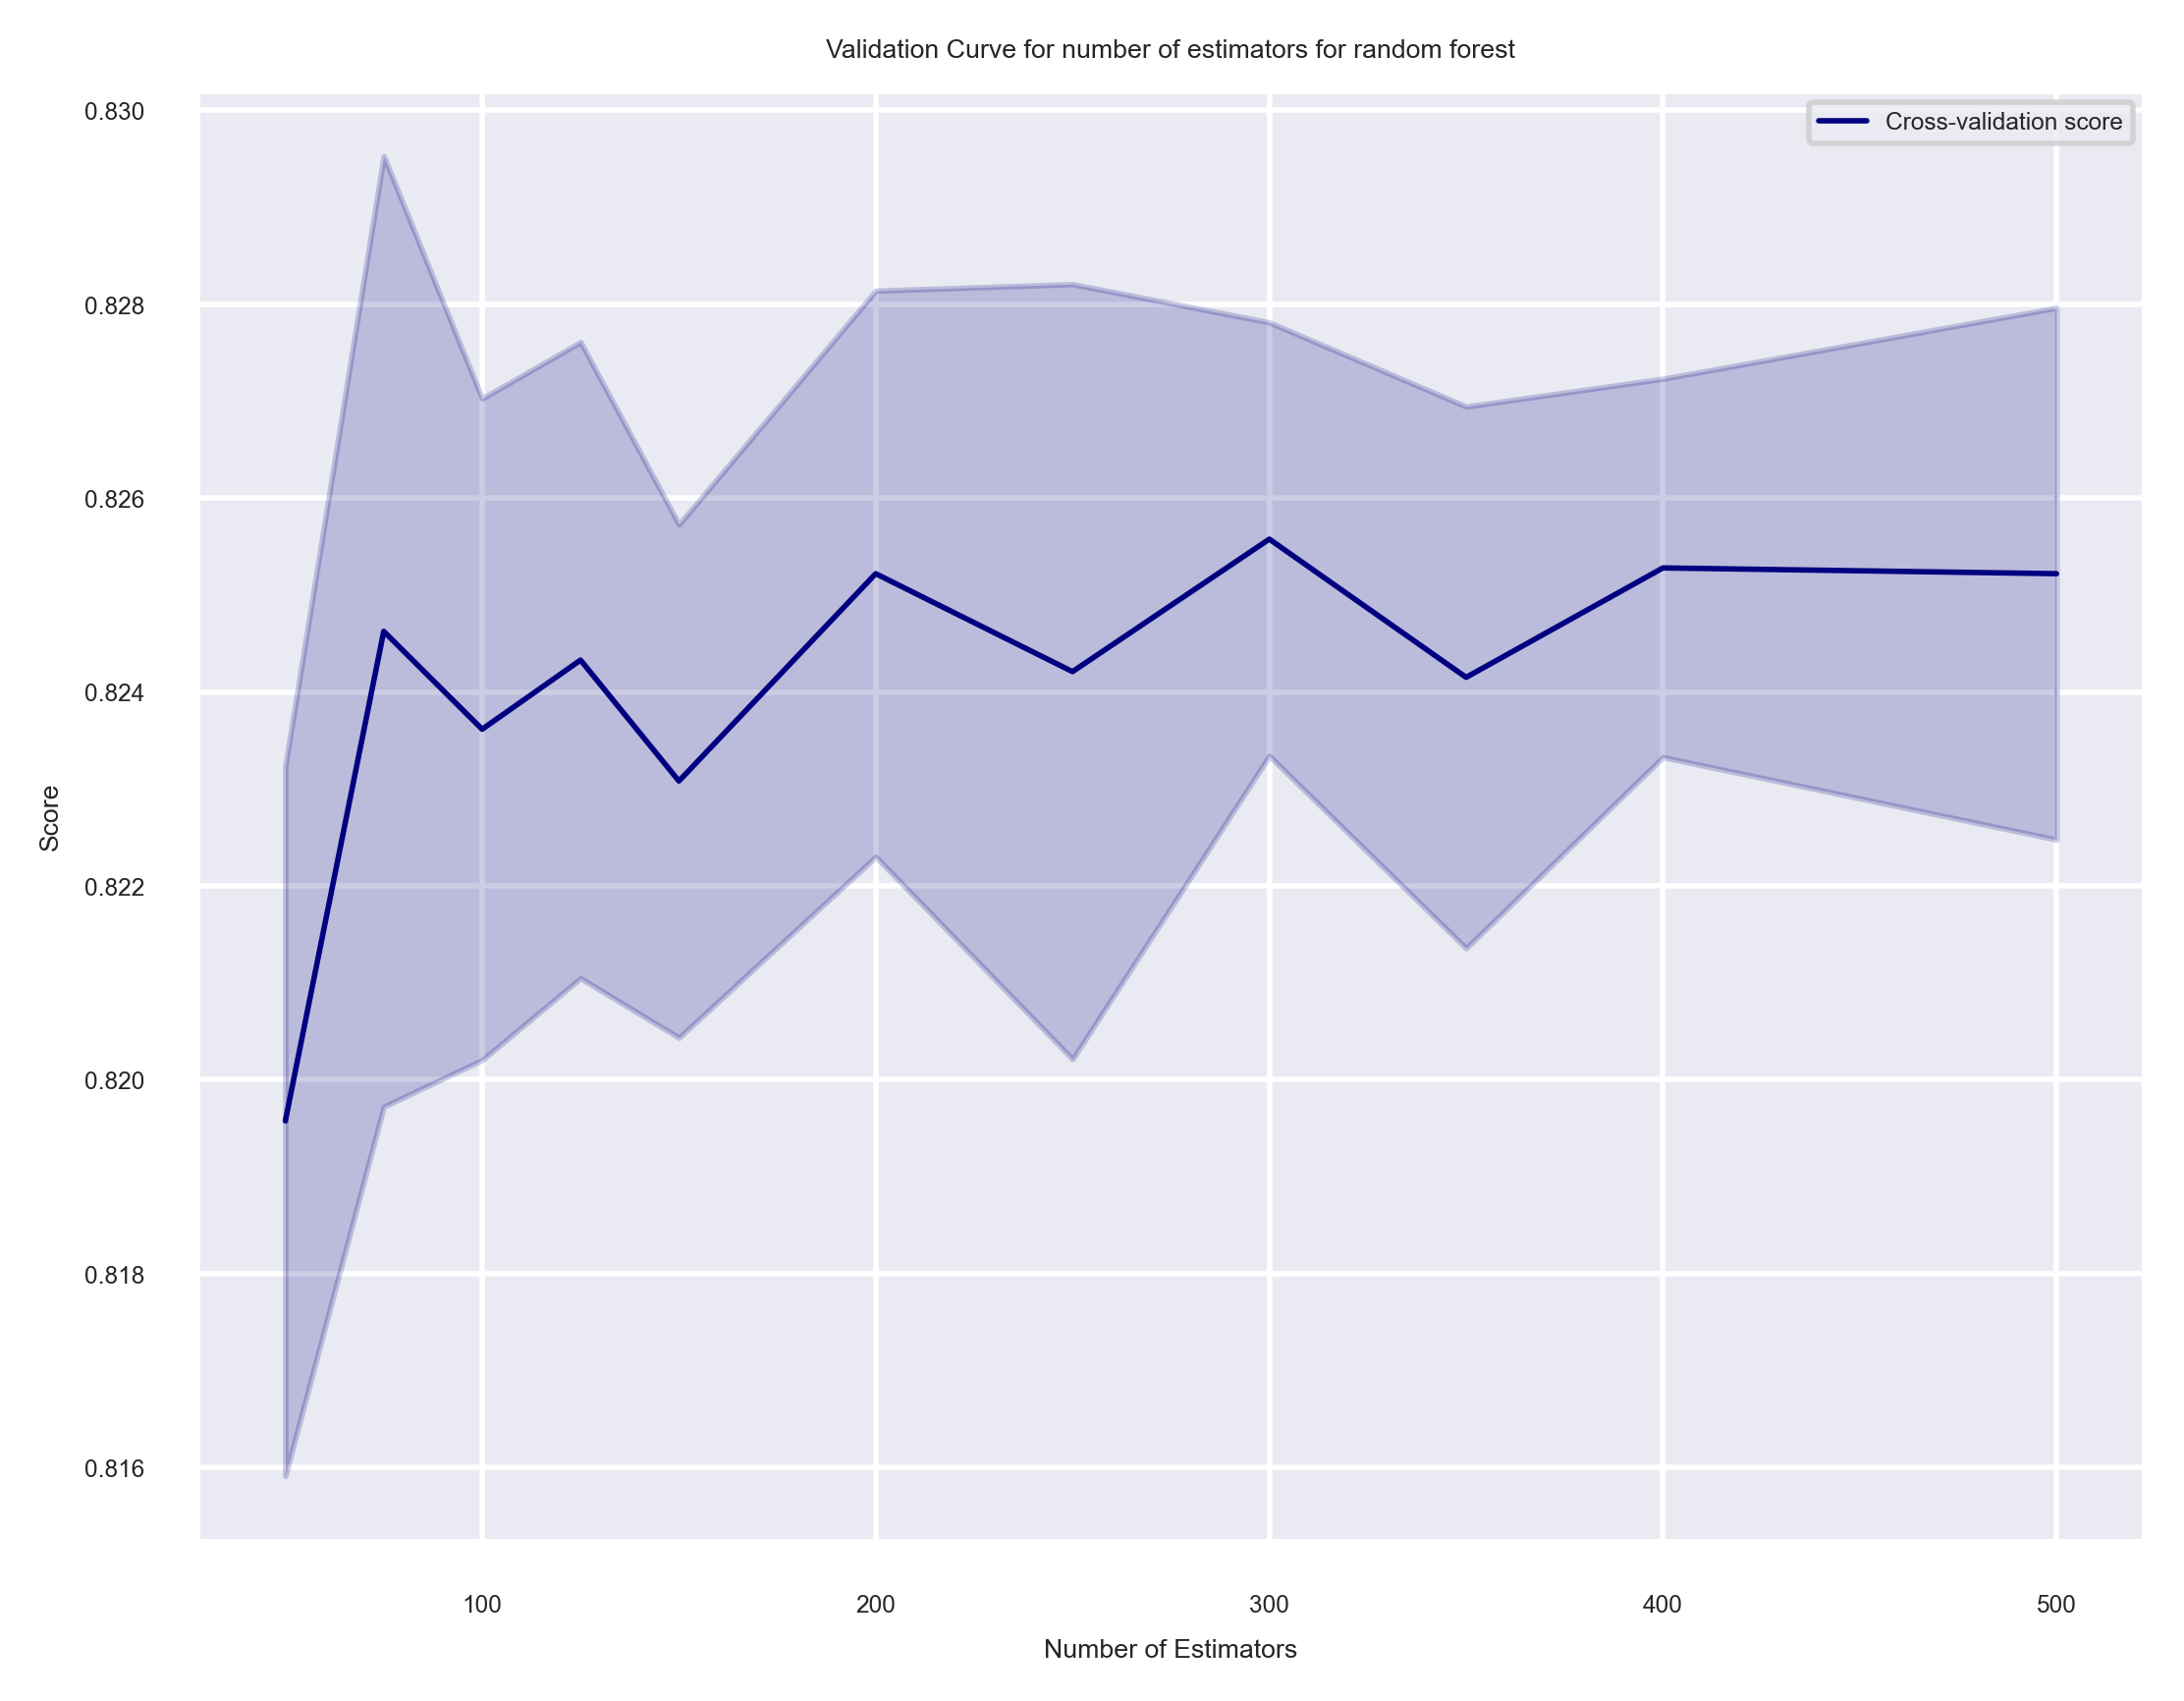 Validation Curve for number of estimators for random forest
Cross-validation score
0.830
0.828
0.826
0.824
0.822
0.820
0.818
0.816
Score
100 200 300 400 500
Number of Estimators